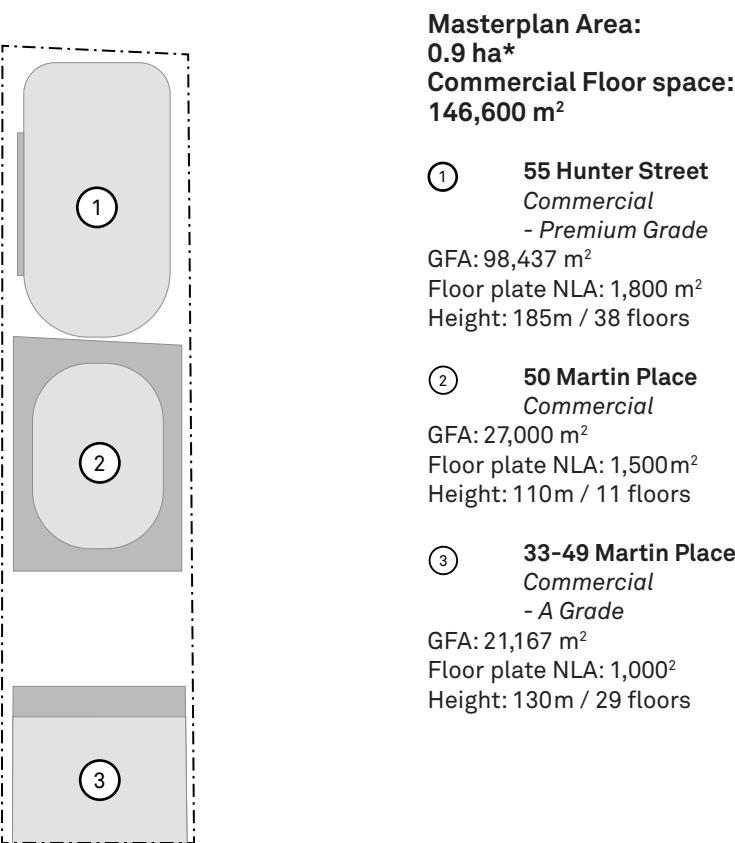 Masterplan Area:
0.9 ha*
Commercial Floor space:
146,600 m²
1 55 Hunter Street
Commercial
- Premium Grade
GFA: 98,437 m²
Floor plate NLA: 1,800 m²
Height: 185m / 38 floors
2 50 Martin Place
Commercial
GFA: 27,000 m²
Floor plate NLA: 1,500m²
Height: 110m / 11 floors
3 33-49 Martin Place
Commercial
- A Grade
GFA: 21,167 m²
Floor plate NLA: 1,000²
Height: 130m / 29 floors
1
2
3